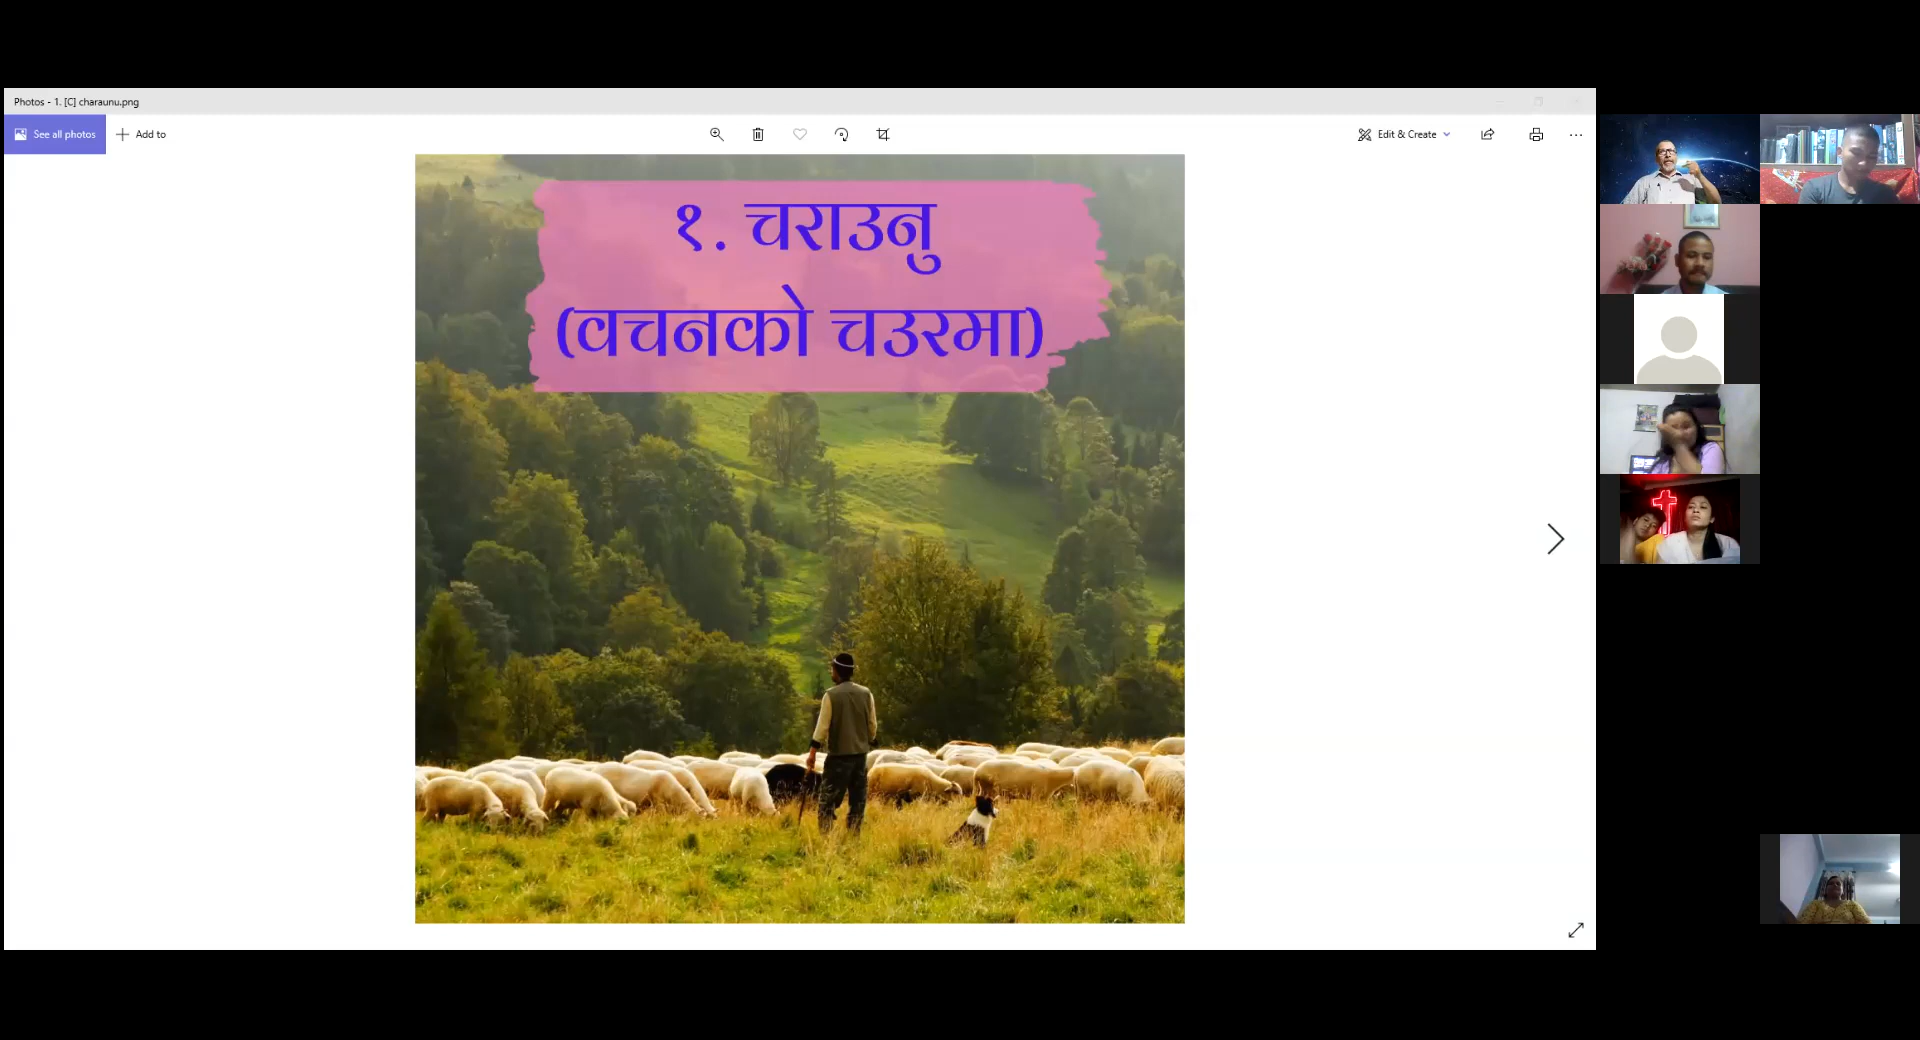 Photos - 1. [C] charaunu.png
See all photos
Add to
Edit & Create
१. चराउनु
(वचनको चउरमा)